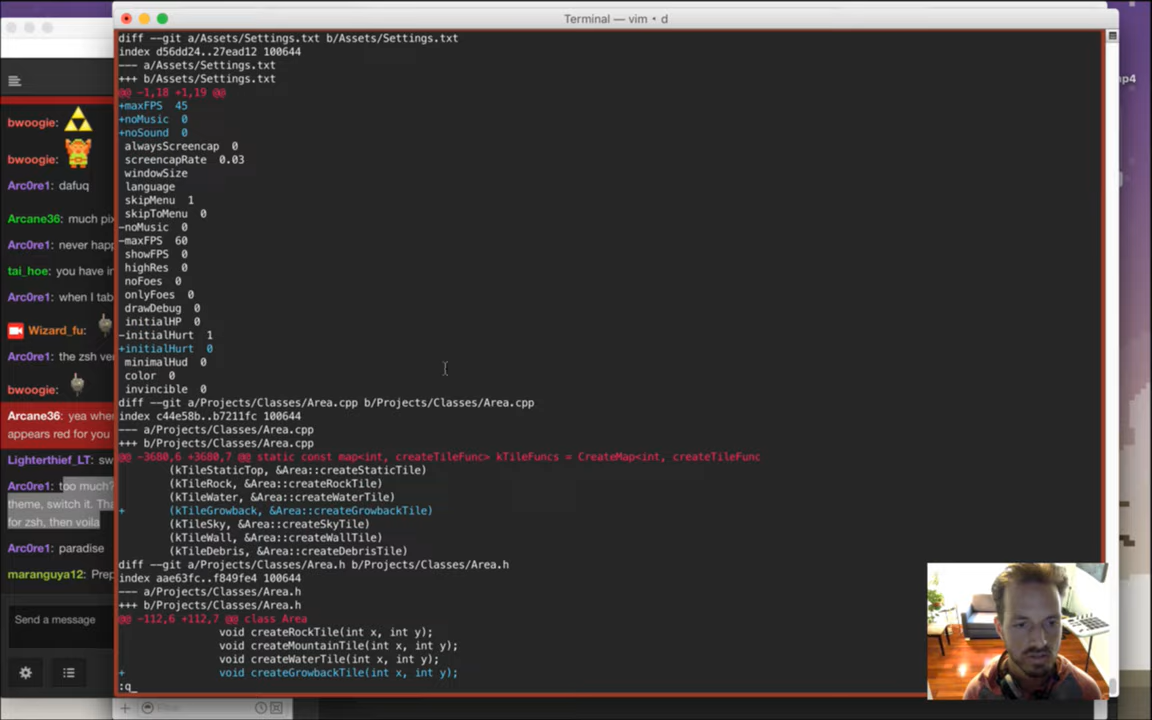 Terminal — vim • d
p4
diff --git a/Assets/Settings.txt b/Assets/Settings.txt
index d56dd24..27ead12 100644
--- a/Assets/Settings.txt
+++ b/Assets/Settings.txt
@@ -1,18 +1,19 @@
+maxFPS 45
+noMusic 0
+noSound 0
alwaysScreencap 0
screencapRate 0.03
windowSize
language
skipMenu 1
skipToMenu 0
-noMusic 0
-maxFPS 60
showFPS 0
highRes 0
noFoes 0
onlyFoes 0
drawDebug 0
initialHP 0
-initialHurt 1
+initialHurt 0
minimalHud 0
color 0
invincible 0
diff --git a/Projects/Classes/Area.cpp b/Projects/Classes/Area.cpp
index c44e58b..b7211fc 100644
--- a/Projects/Classes/Area.cpp
+++ b/Projects/Classes/Area.cpp
@@ -3680,6 +3680,7 @@ static const map<int, createTileFunc> kTileFuncs = CreateMap<int, createTileFunc
(kTileStaticTop, &Area::createStaticTile)
(kTileRock, &Area::createRockTile)
(kTileWater, &Area::createWaterTile)
+ (kTileGrowback, &Area::createGrowbackTile)
(kTileSky, &Area::createSkyTile)
(kTileWall, &Area::createWallTile)
(kTileDebris, &Area::createDebrisTile)
diff --git a/Projects/Classes/Area.h b/Projects/Classes/Area.h
index aae63fc..f849fe4 100644
--- a/Projects/Classes/Area.h
+++ b/Projects/Classes/Area.h
@@ -112,6 +112,7 @@ class Area
void createRockTile(int x, int y);
void createMountainTile(int x, int y);
void createWaterTile(int x, int y);
+ void createGrowbackTile(int x, int y);
:q_
bwoogie:
bwoogie:
Arc0re1: dafuq
Arcane36: much pix
Arc0re1: never happ
tai_hoe: you have in
Arc0re1: when I tab
Wizard_fu:
Arc0re1: the zsh ver
bwoogie:
Arcane36: yea when
appears red for you
Lighterthief_LT: sw
Arc0re1: too much?
theme, switch it. Tha
for zsh, then voila
Arc0re1: paradise
maranguya12: Prep
Send a message